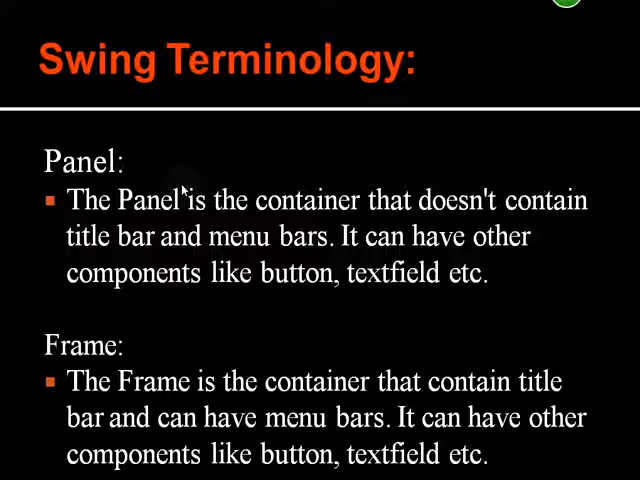 Swing Terminology:
Panel:
The Panel is the container that doesn't contain
title bar and menu bars. It can have other
components like button, textfield etc.
Frame:
The Frame is the container that contain title
bar and can have menu bars. It can have other
components like button, textfield etc.